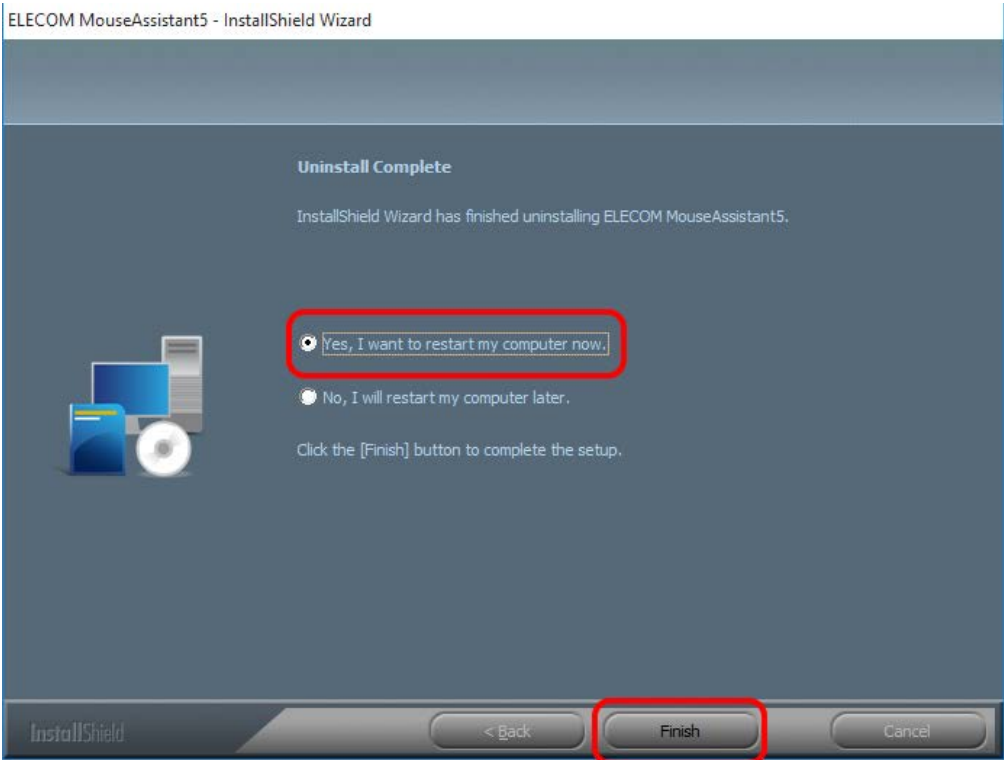 ELECOM MouseAssistant5 - InstallShield Wizard
Uninstall Complete
InstallShield Wizard has finished uninstalling ELECOM MouseAssistant5.
Yes, I want to restart my computer now.
No, I will restart my computer later.
Click the [Finish] button to complete the setup.
InstallShield
< Back
Finish
Cancel